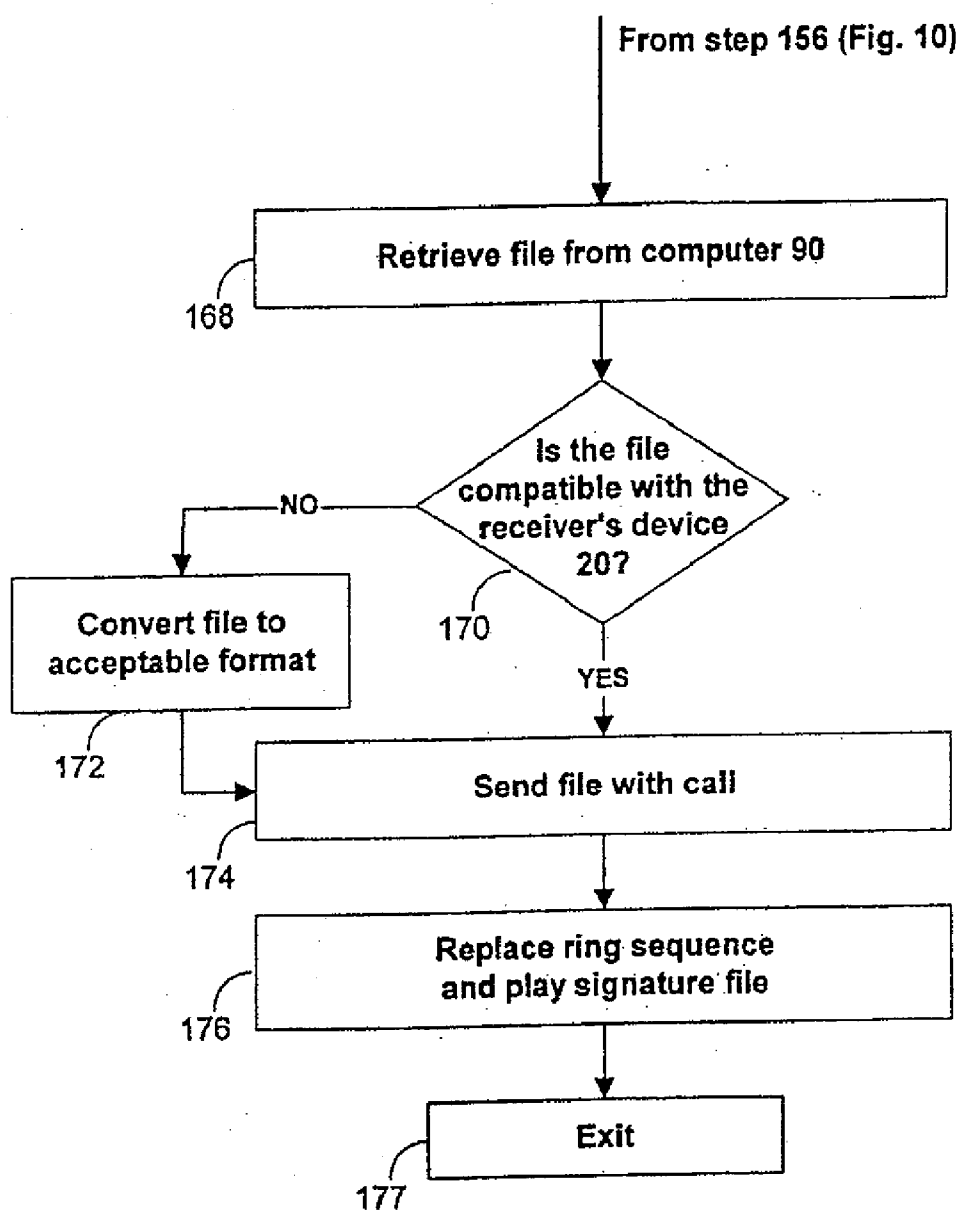 From step 156 (Fig. 10)
Retrieve file from computer 90
168
Is the file
compatible with the
receiver's device
20?
NO
170
Convert file to
acceptable format
YES
172
Send file with call
174
Replace ring sequence
and play signature file
176
Exit
177